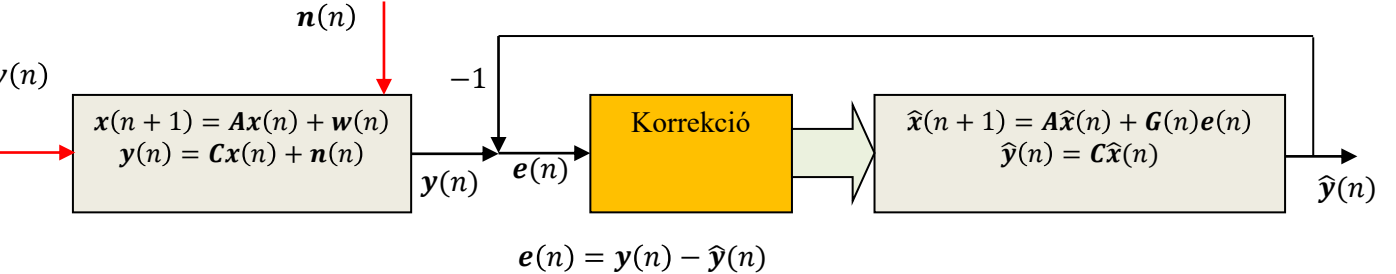 𝒏(n)
(n)
−1
𝒙(n + 1) = 𝑨𝒙(n) + 𝒘(n)
𝒚(n) = 𝑪𝒙(n) + 𝒏(n)
Korrekció
𝒙̂(n + 1) = 𝑨𝒙̂(n) + 𝑮(n)𝒆(n)
𝒚̂(n) = 𝑪𝒙̂(n)
𝒚(n)
𝒆(n)
𝒚̂(n)
𝒆(n) = 𝒚(n) − 𝒚̂(n)